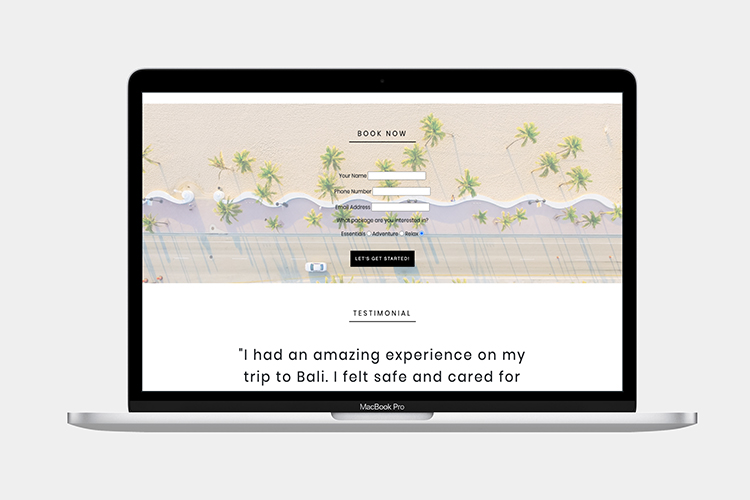 BOOK NOW
Your Name
Phone Number
Email Address
What package are you interested in?
Essentials Adventure Relax
LET'S GET STARTED!
TESTIMONIAL
"I had an amazing experience on my
trip to Bali. I felt safe and cared for
MacBook Pro